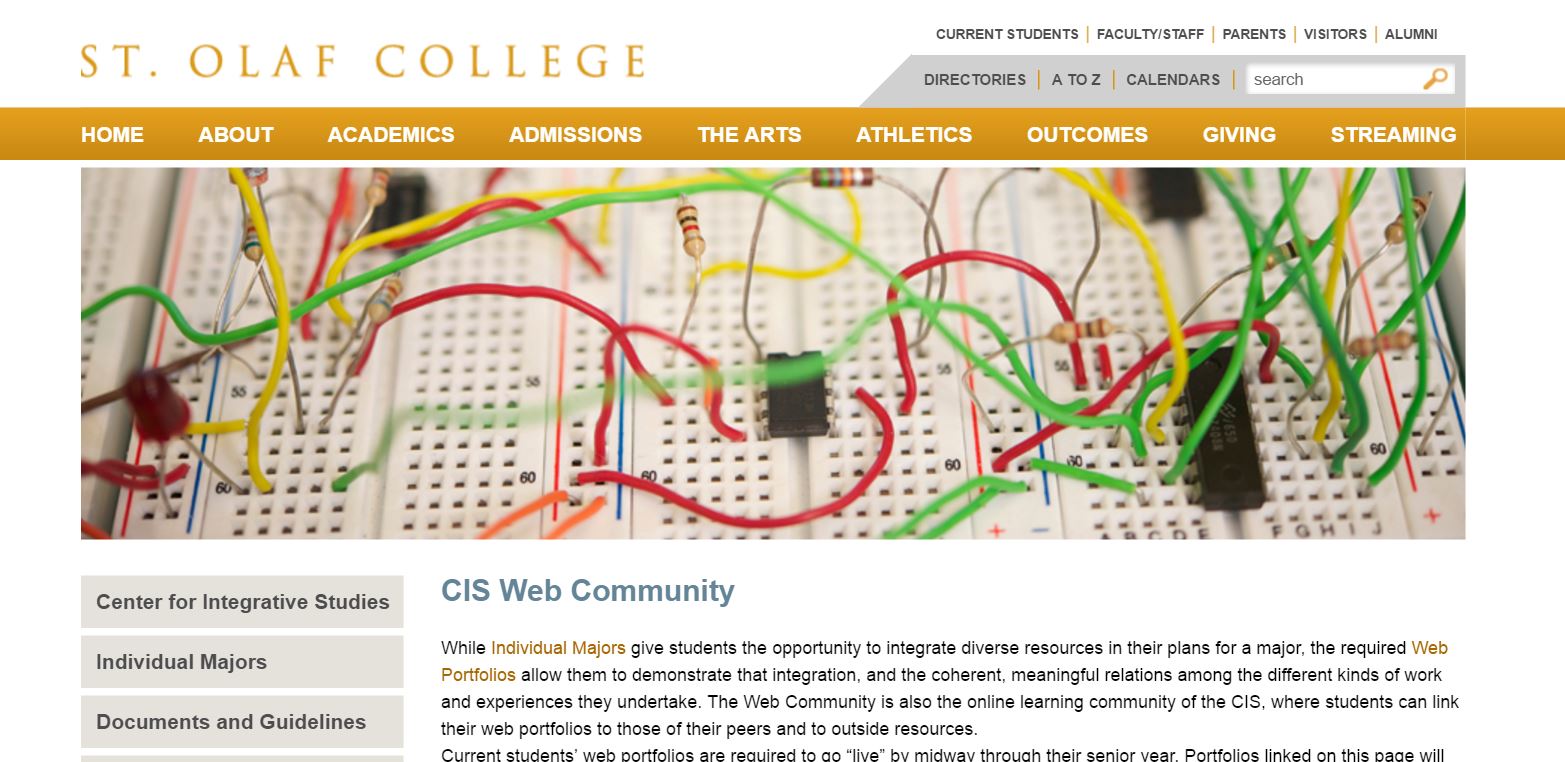 ST. OLAF COLLEGE
CURRENT STUDENTS | FACULTY/STAFF | PARENTS | VISITORS | ALUMNI
DIRECTORIES | A TO Z | CALENDARS | search
HOME ABOUT ACADEMICS ADMISSIONS THE ARTS ATHLETICS OUTCOMES GIVING STREAMING
55 55 55
60 60 60 60 60 60
+ − +
A B C D E F G H I J
Center for Integrative Studies
Individual Majors
Documents and Guidelines
CIS Web Community
While Individual Majors give students the opportunity to integrate diverse resources in their plans for a major, the required Web
Portfolios allow them to demonstrate that integration, and the coherent, meaningful relations among the different kinds of work
and experiences they undertake. The Web Community is also the online learning community of the CIS, where students can link
their web portfolios to those of their peers and to outside resources.
Current students’ web portfolios are required to go “live” by midway through their senior year. Portfolios linked on this page will